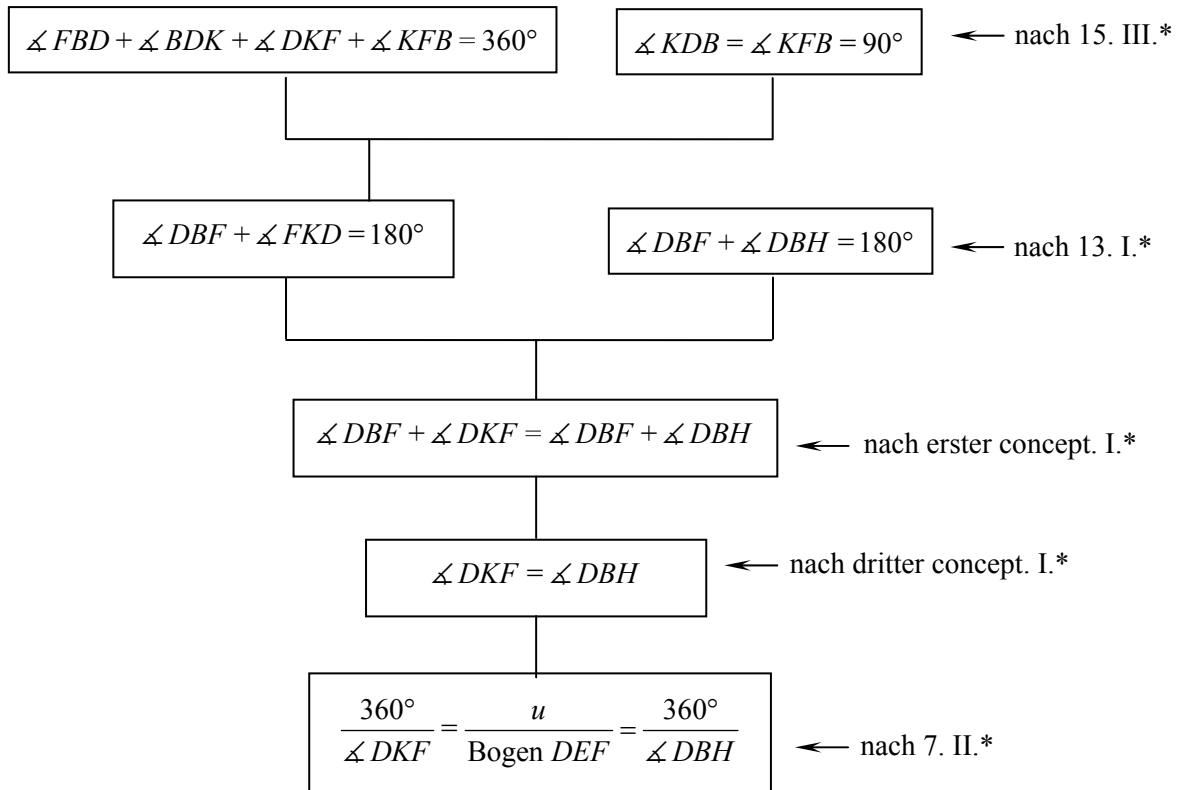 ∡FBD + ∡BDK + ∡DKF + ∡KFB = 360°
∡KDB = ∡KFB = 90°
nach 15. III.*
∡DBF + ∡FKD = 180°
∡DBF + ∡DBH = 180°
nach 13. I.*
∡DBF + ∡DKF = ∡DBF + ∡DBH
nach erster concept. I.*
∡DKF = ∡DBH
nach dritter concept. I.*
360°/∡DKF = u/Bogen DEF = 360°/∡DBH
nach 7. II.*